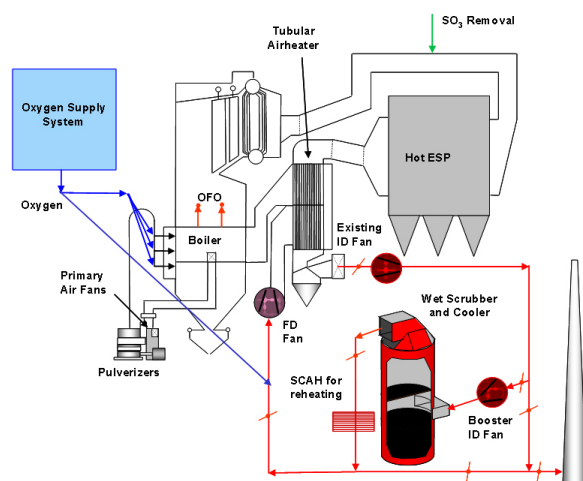 SO3 Removal
Tubular
Airheater
Oxygen Supply
System
Hot ESP
OFO
Oxygen
Boiler
Existing
ID Fan
Primary
Air Fans
Wet Scrubber
and Cooler
FD
Fan
Pulverizers
SCAH for
reheating
Booster
ID Fan